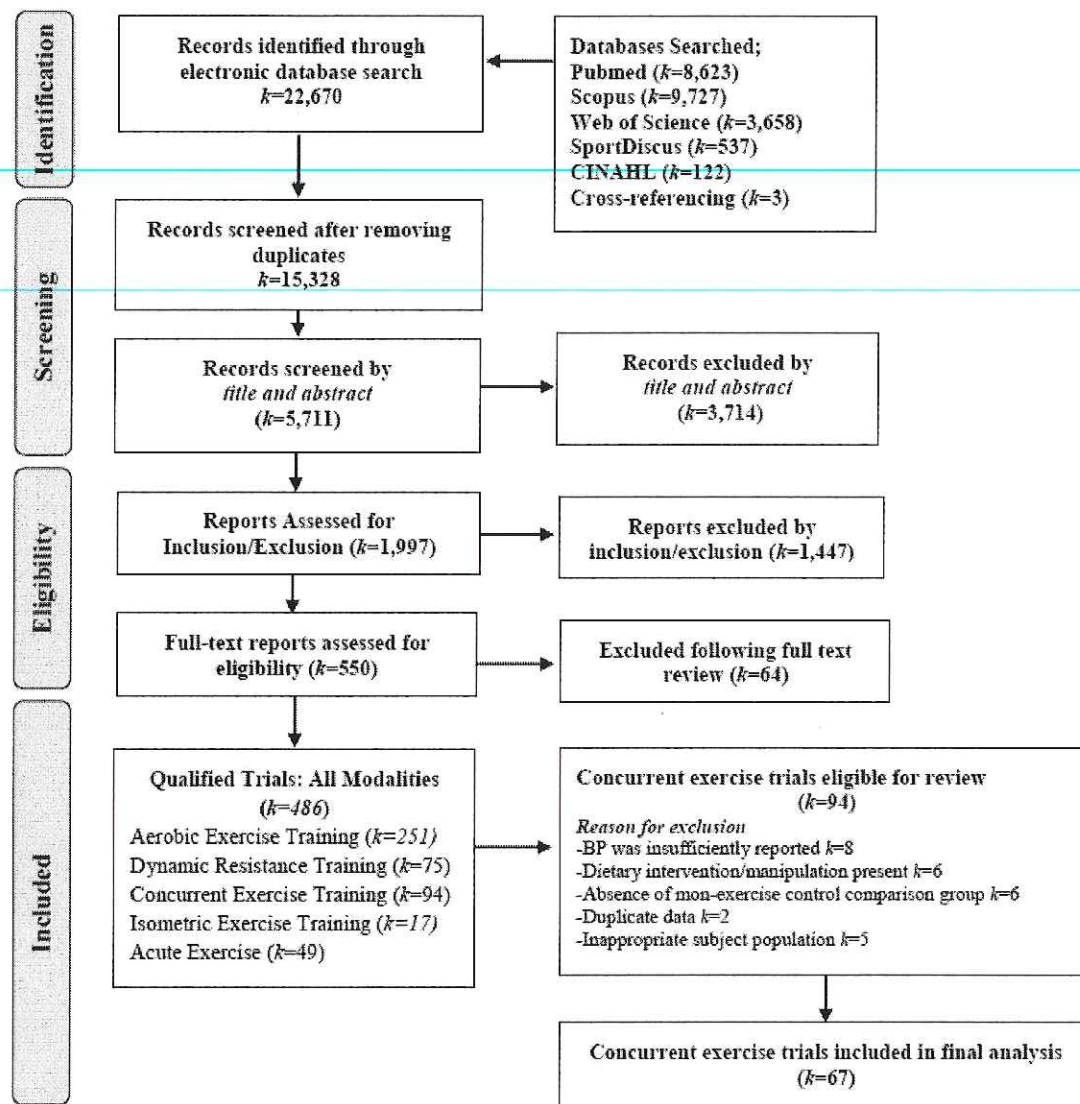 Identification
Records identified through
electronic database search
k=22,670
Databases Searched;
Pubmed (k=8,623)
Scopus (k=9,727)
Web of Science (k=3,658)
SportDiscus (k=537)
CINAHL (k=122)
Cross-referencing (k=3)
Screening
Records screened after removing
duplicates
k=15,328
Records screened by
title and abstract
(k=5,711)
Records excluded by
title and abstract
(k=3,714)
Eligibility
Reports Assessed for
Inclusion/Exclusion (k=1,997)
Reports excluded by
inclusion/exclusion (k=1,447)
Full-text reports assessed for
eligibility (k=550)
Excluded following full text
review (k=64)
Included
Qualified Trials: All Modalities
(k=486)
Aerobic Exercise Training (k=251)
Dynamic Resistance Training (k=75)
Concurrent Exercise Training (k=94)
Isometric Exercise Training (k=17)
Acute Exercise (k=49)
Concurrent exercise trials eligible for review
(k=94)
Reason for exclusion
-BP was insufficiently reported k=8
-Dietary intervention/manipulation present k=6
-Absence of mon-exercise control comparison group k=6
-Duplicate data k=2
-Inappropriate subject population k=5
Concurrent exercise trials included in final analysis
(k=67)